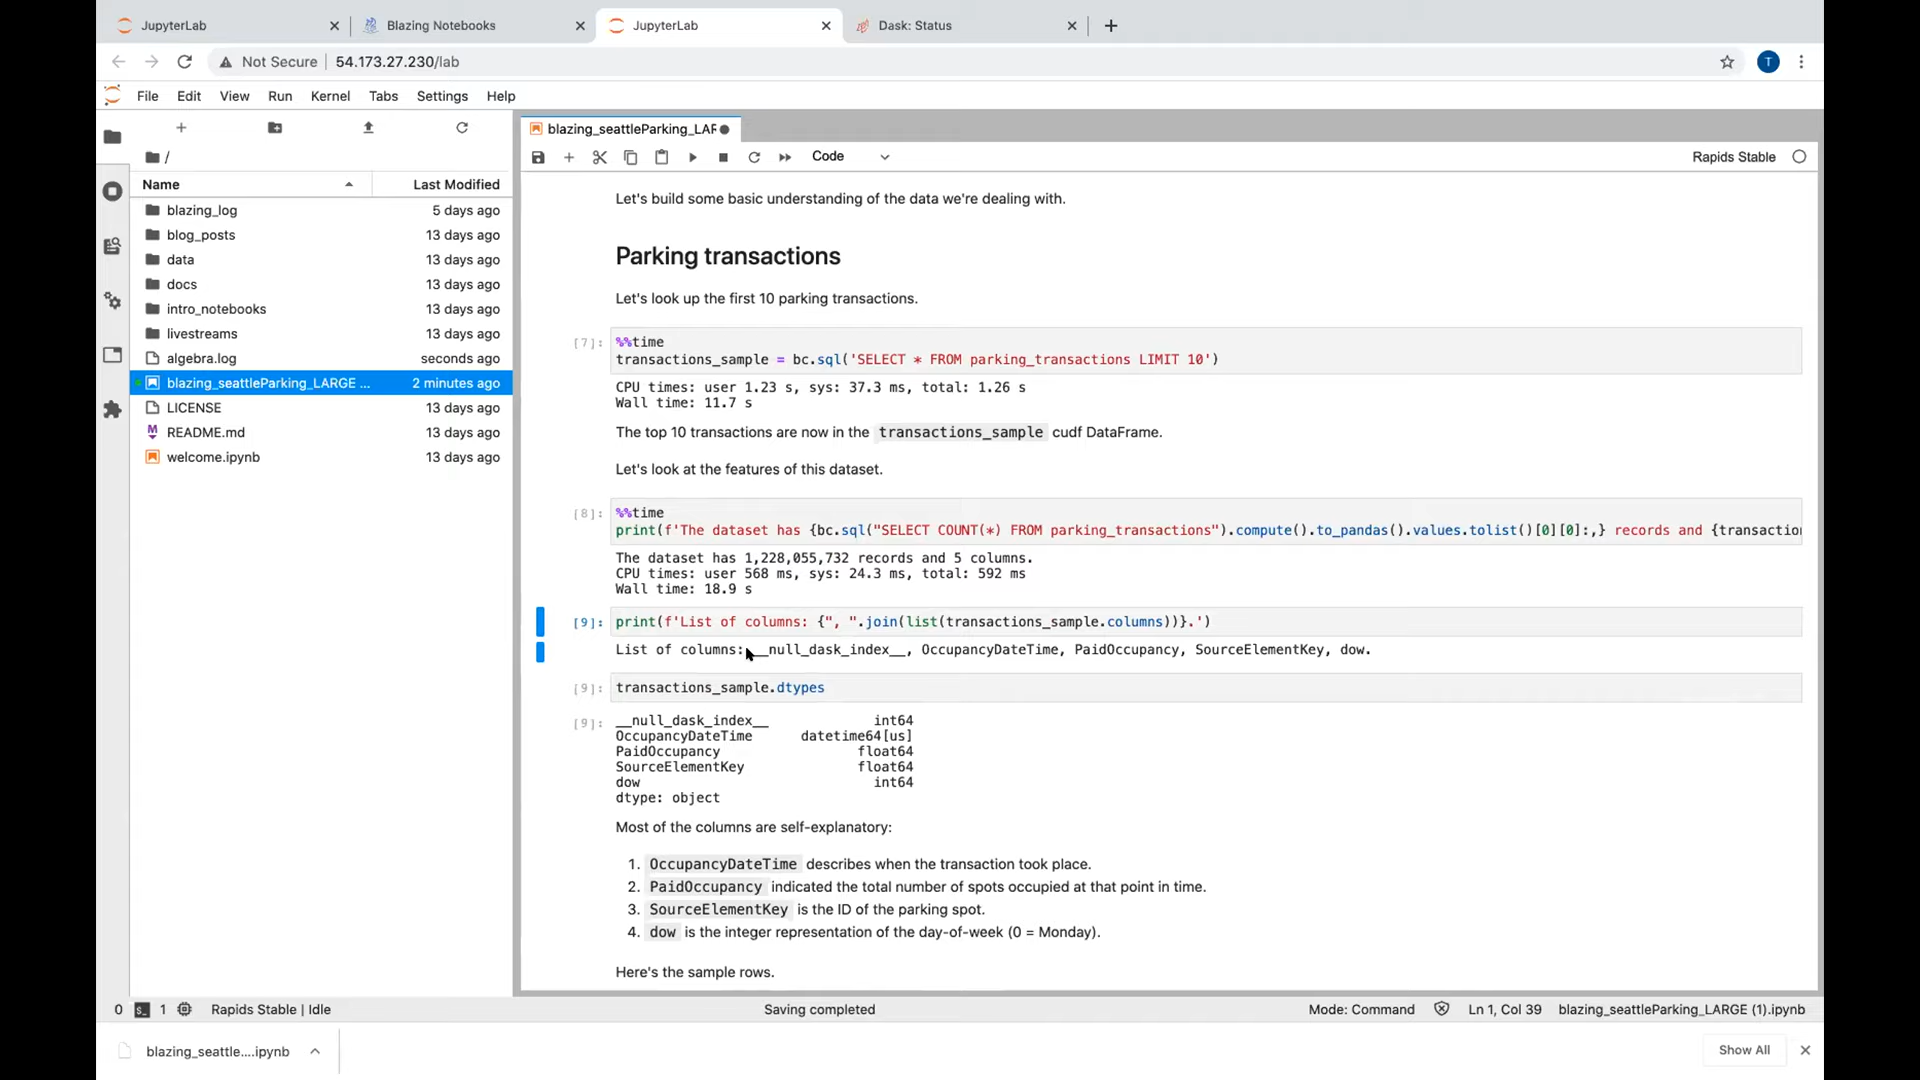 JupyterLab
Blazing Notebooks
JupyterLab
Dask: Status
Not Secure
54.173.27.230/lab
T
File Edit View Run Kernel Tabs Settings Help
/
Name Last Modified
blazing_log 5 days ago
blog_posts 13 days ago
data 13 days ago
docs 13 days ago
intro_notebooks 13 days ago
livestreams 13 days ago
algebra.log seconds ago
blazing_seattleParking_LARGE ... 2 minutes ago
LICENSE 13 days ago
README.md 13 days ago
welcome.ipynb 13 days ago
blazing_seattleParking_LAR
Code
Rapids Stable
Let's build some basic understanding of the data we're dealing with.
Parking transactions
Let's look up the first 10 parking transactions.
[7]: %%time
transactions_sample = bc.sql('SELECT * FROM parking_transactions LIMIT 10')
CPU times: user 1.23 s, sys: 37.3 ms, total: 1.26 s
Wall time: 11.7 s
The top 10 transactions are now in the transactions_sample cudf DataFrame.
Let's look at the features of this dataset.
[8]: %%time
print(f'The dataset has {bc.sql("SELECT COUNT(*) FROM parking_transactions").compute().to_pandas().values.tolist()[0][0]:,} records and {transaction
The dataset has 1,228,055,732 records and 5 columns.
CPU times: user 568 ms, sys: 24.3 ms, total: 592 ms
Wall time: 18.9 s
[9]: print(f'List of columns: {", ".join(list(transactions_sample.columns))}.')
List of columns: __null_dask_index__, OccupancyDateTime, PaidOccupancy, SourceElementKey, dow.
[9]: transactions_sample.dtypes
[9]: __null_dask_index__ int64
OccupancyDateTime datetime64[us]
PaidOccupancy float64
SourceElementKey float64
dow int64
dtype: object
Most of the columns are self-explanatory:
1. OccupancyDateTime describes when the transaction took place.
2. PaidOccupancy indicated the total number of spots occupied at that point in time.
3. SourceElementKey is the ID of the parking spot.
4. dow is the integer representation of the day-of-week (0 = Monday).
Here's the sample rows.
0 1 Rapids Stable | Idle
Saving completed
Mode: Command
Ln 1, Col 39
blazing_seattleParking_LARGE (1).ipynb
blazing_seattle....ipynb
Show All